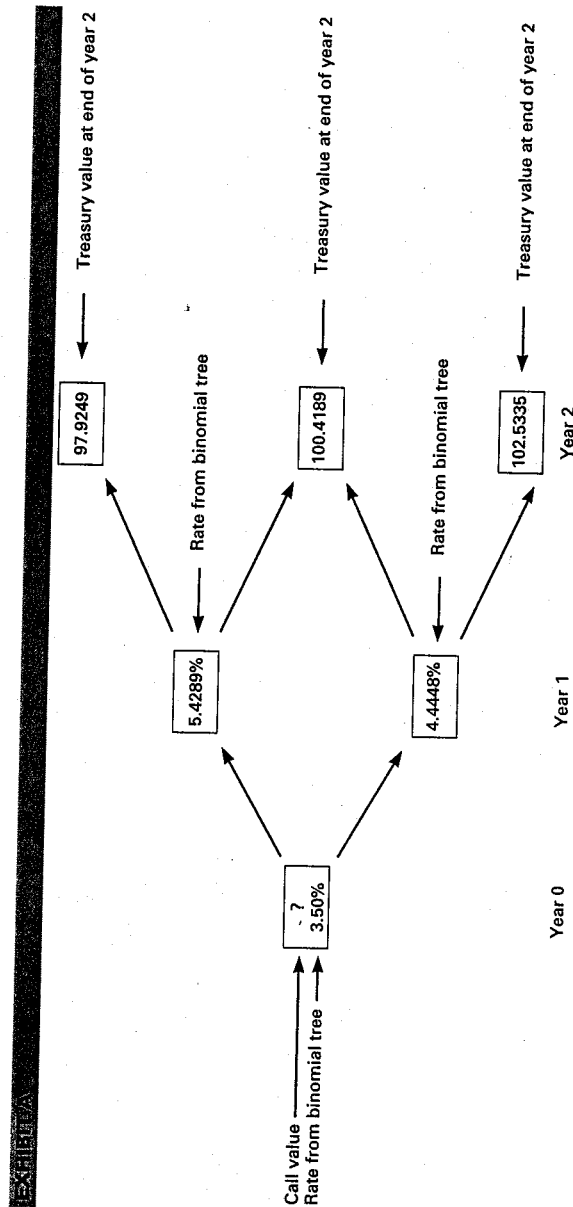 EXHIBIT A
97.9249
Treasury value at end of year 2
5.4289%
Rate from binomial tree
Call value
Rate from binomial tree
?
3.50%
100.4189
Treasury value at end of year 2
4.4448%
Rate from binomial tree
102.5335
Treasury value at end of year 2
Year 0
Year 1
Year 2